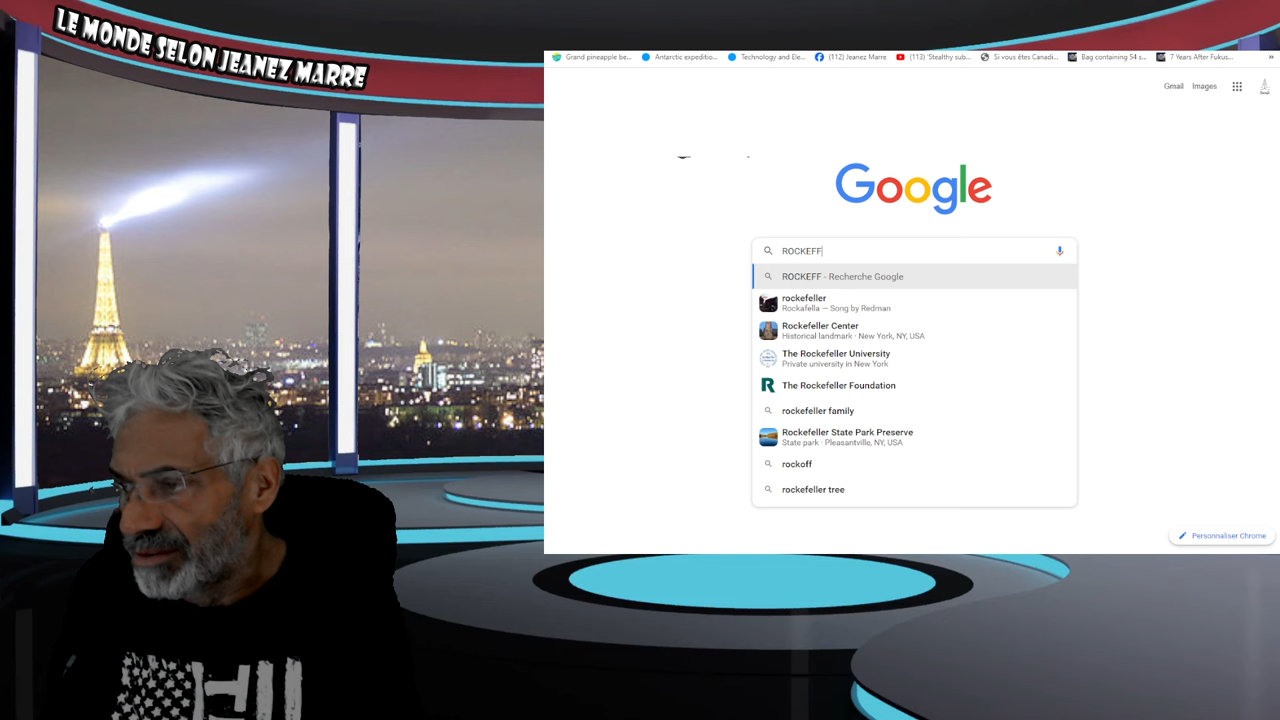 LE MONDE SELON JEANEZ MARRE
Grand pineapple be... Antarctic expeditio... Technology and Ele... (112) Jeanez Marre (113) 'Stealthy sub... Si vous êtes Canadi... Bag containing 54 s... 7 Years After Fukus... »
Gmail Images
Google
ROCKEFF
ROCKEFF - Recherche Google
rockefeller
Rockafella — Song by Redman
Rockefeller Center
Historical landmark · New York, NY, USA
The Rockefeller University
Private university in New York
R The Rockefeller Foundation
rockefeller family
Rockefeller State Park Preserve
State park · Pleasantville, NY, USA
rockoff
rockefeller tree
Personnaliser Chrome